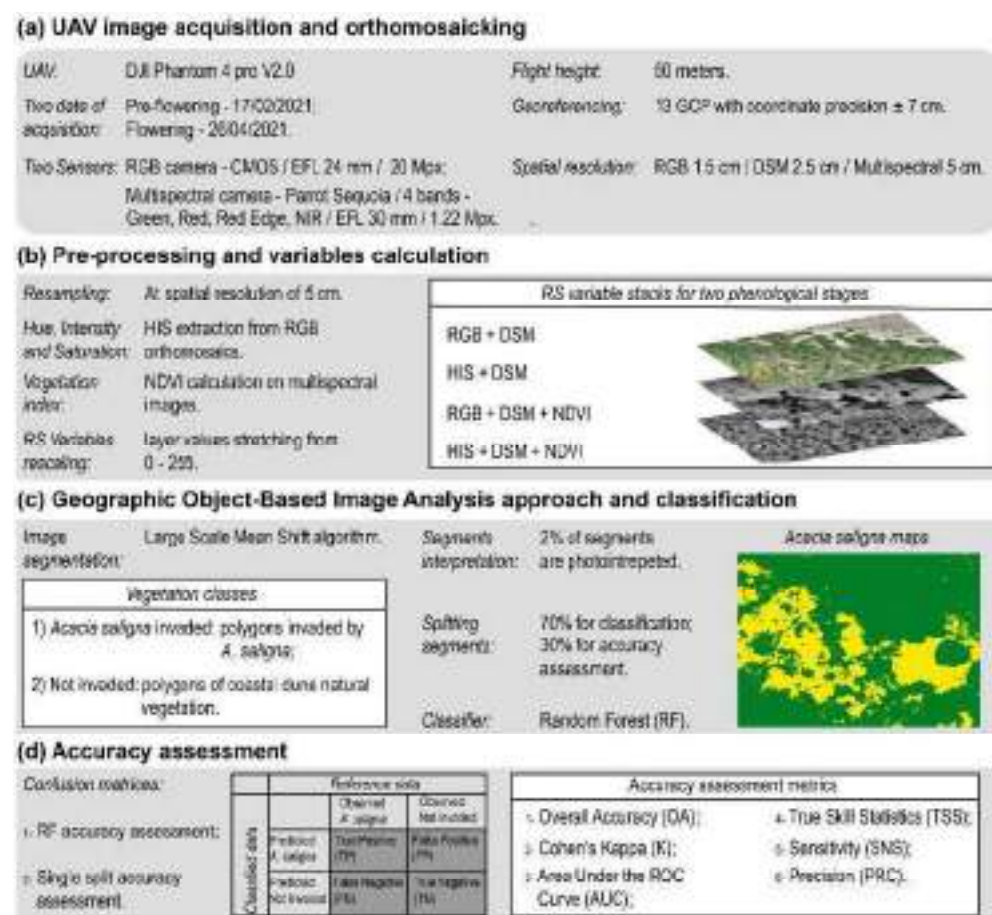 (a) UAV image acquisition and orthomosaicking
UAV: DJI Phantom 4 pro V2.0
Flight height: 50 meters.
Two date of acquisition: Pre-flowering - 17/02/2021;
Flowering - 26/04/2021.
Georeferencing: 13 GCP with coordinate precision ± 7 cm.
Two Sensors: RGB camera - CMOS / EFL 24 mm / 20 Mpx;
Multispectral camera - Parrot Sequoia / 4 bands -
Green, Red, Red Edge, NIR / EFL 30 mm / 1.22 Mpx.
Spatial resolution: RGB 1.5 cm | DSM 2.5 cm / Multispectral 5 cm.
(b) Pre-processing and variables calculation
Resampling: At spatial resolution of 5 cm.
Hue, Intensity and Saturation: HIS extraction from RGB
orthomosaics.
Vegetation index: NDVI calculation on multispectral
images.
RS Variables rescaling: layer values stretching from
0 - 255.
RS variable stacks for two phenological stages
RGB + DSM
HIS + DSM
RGB + DSM + NDVI
HIS + DSM + NDVI
(c) Geographic Object-Based Image Analysis approach and classification
Image segmentation: Large Scale Mean Shift algorithm.
Vegetation classes
1) Acacia saligna invaded: polygons invaded by
A. saligna;
2) Not invaded: polygons of coastal dune natural
vegetation.
Segments interpretation: 2% of segments
are photointrepeted.
Splitting segments: 70% for classification;
30% for accuracy
assessment.
Classifier: Random Forest (RF).
Acacia saligna maps
(d) Accuracy assessment
Confusion matrices:
1. RF accuracy assessment;
2. Single split accuracy
assessment
Reference data
Classified data
Observed
A. saligna
Observed
Not invaded
Predicted
A. saligna
True Positive
(TP)
False Positive
(FP)
Predicted
Not invaded
False Negative
(FN)
True Negative
(TN)
Accuracy assessment metrics
1. Overall Accuracy (OA);
2. Cohen's Kappa (K);
3. Area Under the ROC
Curve (AUC);
4. True Skill Statistics (TSS);
5. Sensitivity (SNS);
6. Precision (PRC).